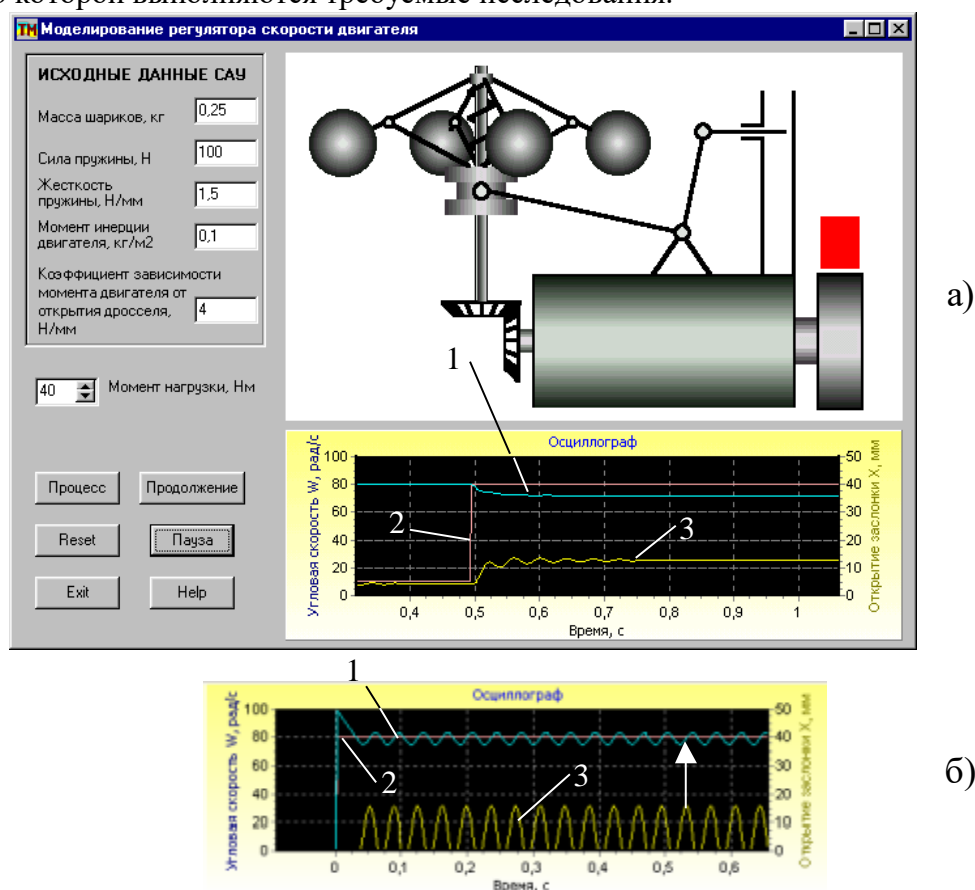 которой выполняются требуемые исследования.
TM Моделирование регулятора скорости двигателя
ИСХОДНЫЕ ДАННЫЕ САУ
Масса шариков, кг 0,25
Сила пружины, Н 100
Жесткость
пружины, Н/мм 1,5
Момент инерции
двигателя, кг/м2 0,1
Коэффициент зависимости
момента двигателя от
открытия дросселя, 4
Н/мм
40 Момент нагрузки, Нм
Процесс Продолжение
Reset Пауза
Exit Help
а)
1
Осциллограф
Угловая скорость W, рад/с
100
80
60
40
20
0
2
3
50
40
30
20
10
0
Открытие заслонки X, мм
0,4 0,5 0,6 0,7 0,8 0,9 1
Время, с
1
Осциллограф
Угловая скорость W, рад/с
100
80
60
40
20
0
2
3
50
40
30
20
10
0
Открытие заслонки X, мм
0 0,1 0,2 0,3 0,4 0,5 0,6
Время, с
б)